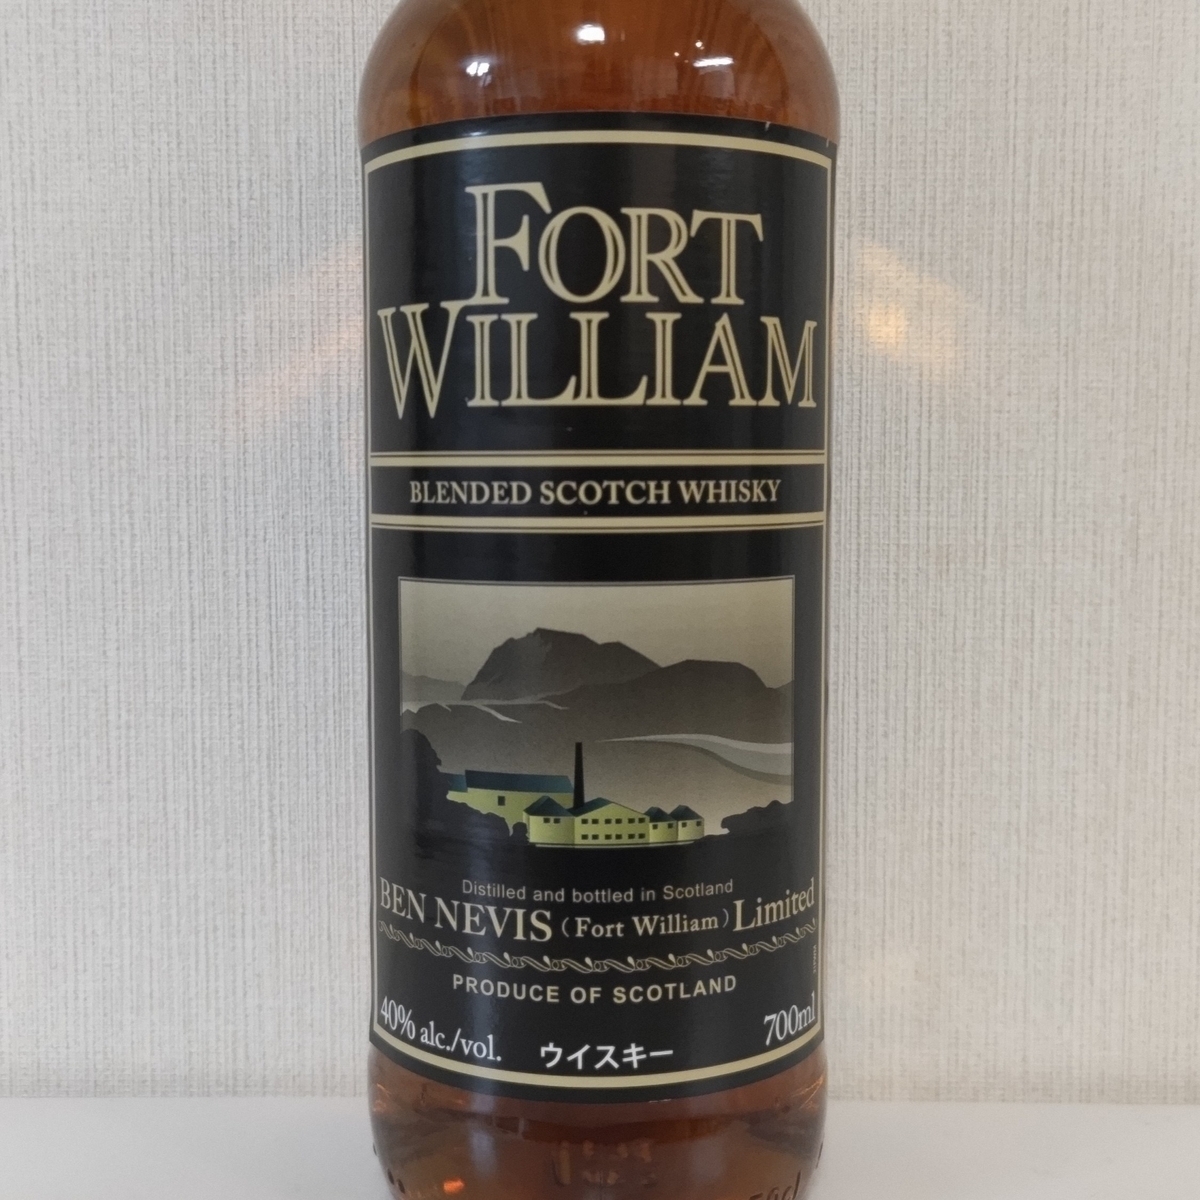 FORT
WILLIAM
BLENDED SCOTCH WHISKY
Distilled and bottled in Scotland
BEN NEVIS (Fort William) Limited
PRODUCE OF SCOTLAND
40% alc./vol. ウイスキー 700ml